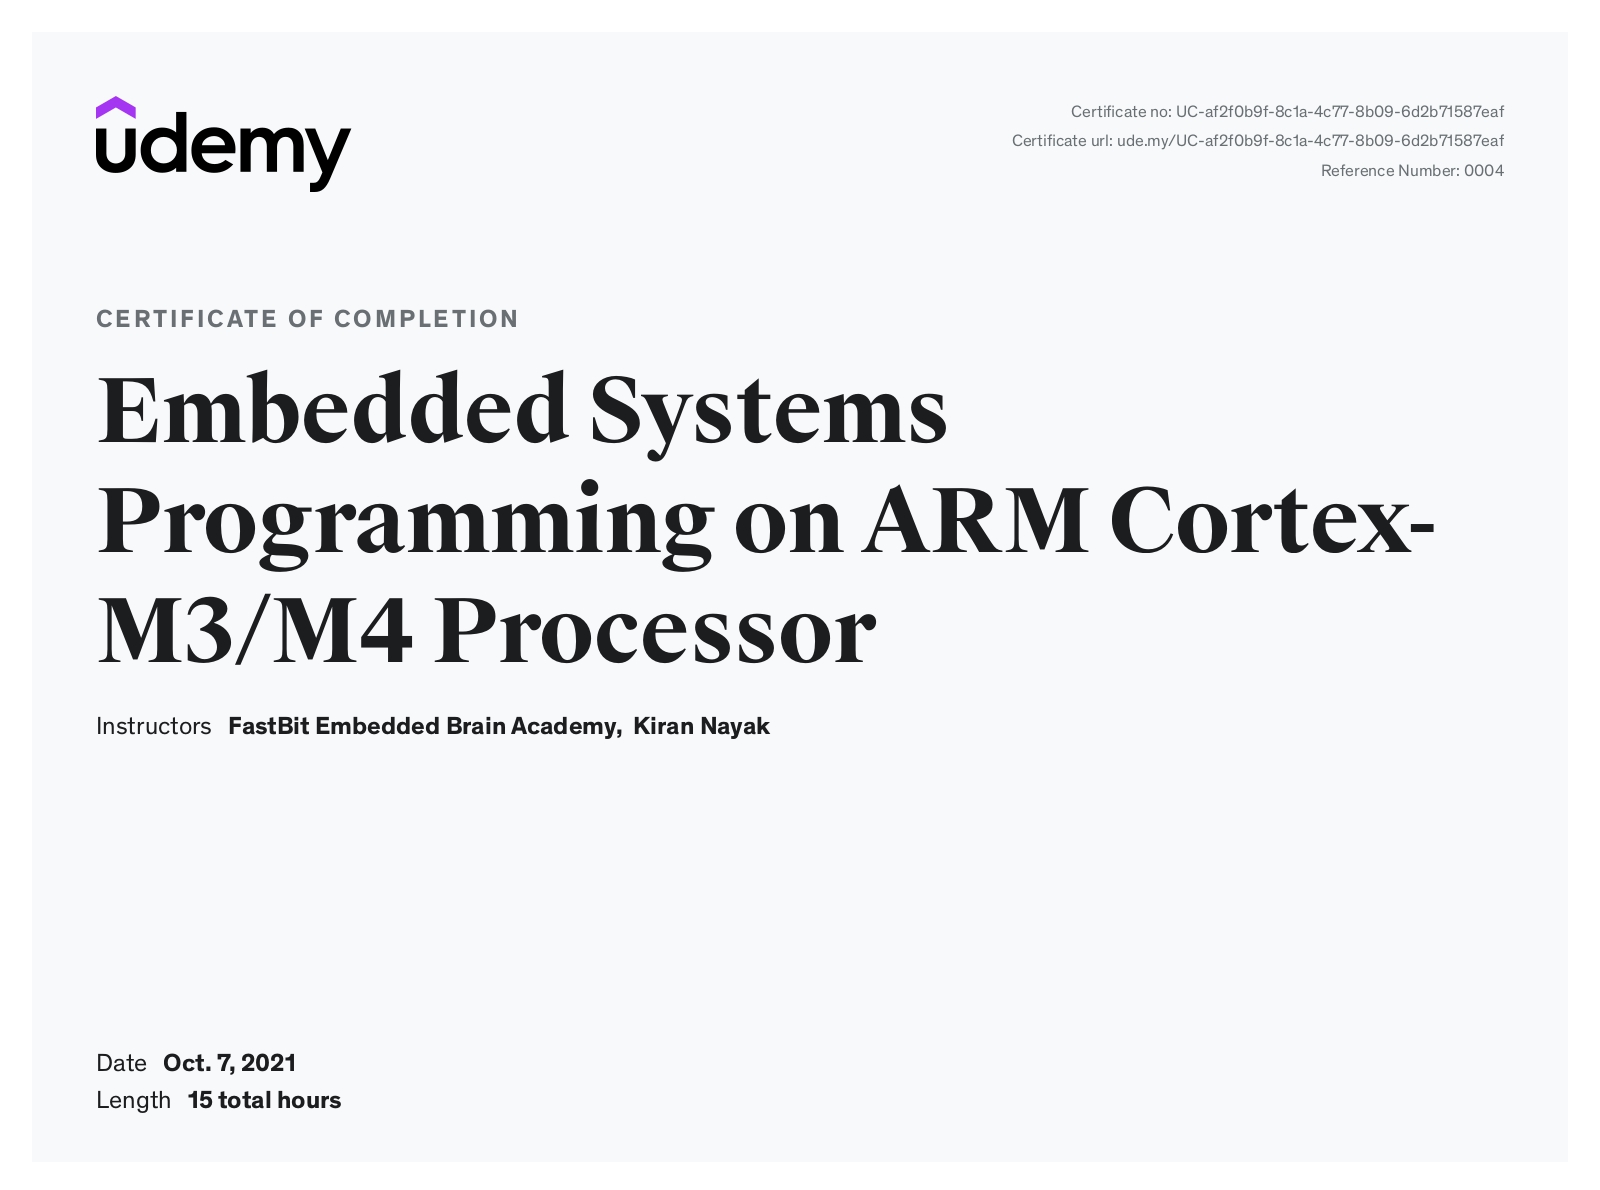 udemy
Certificate no: UC-af2f0b9f-8c1a-4c77-8b09-6d2b71587eaf
Certificate url: ude.my/UC-af2f0b9f-8c1a-4c77-8b09-6d2b71587eaf
Reference Number: 0004
CERTIFICATE OF COMPLETION
Embedded Systems
Programming on ARM Cortex-
M3/M4 Processor
Instructors FastBit Embedded Brain Academy, Kiran Nayak
Date Oct. 7, 2021
Length 15 total hours